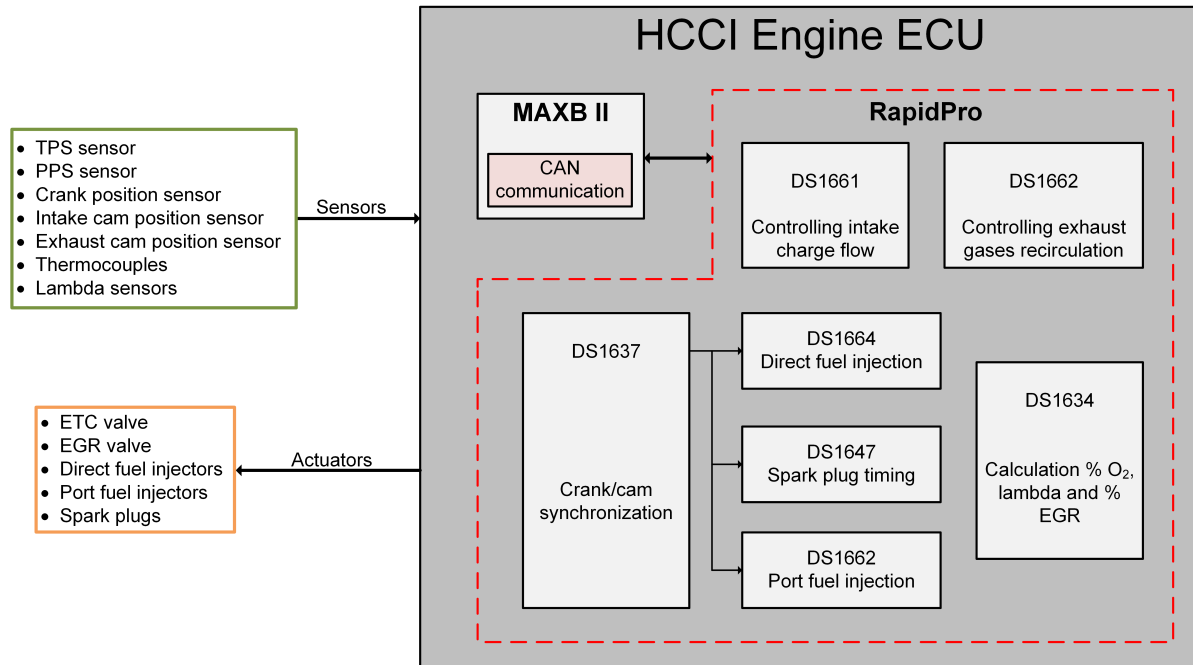 HCCI Engine ECU
MAXB II
CAN
communication
RapidPro
DS1661
Controlling intake
charge flow
DS1662
Controlling exhaust
gases recirculation
• TPS sensor
• PPS sensor
• Crank position sensor
• Intake cam position sensor
• Exhaust cam position sensor
• Thermocouples
• Lambda sensors
Sensors
DS1637
Crank/cam
synchronization
DS1664
Direct fuel injection
DS1647
Spark plug timing
DS1662
Port fuel injection
DS1634
Calculation % O₂,
lambda and %
EGR
• ETC valve
• EGR valve
• Direct fuel injectors
• Port fuel injectors
• Spark plugs
Actuators